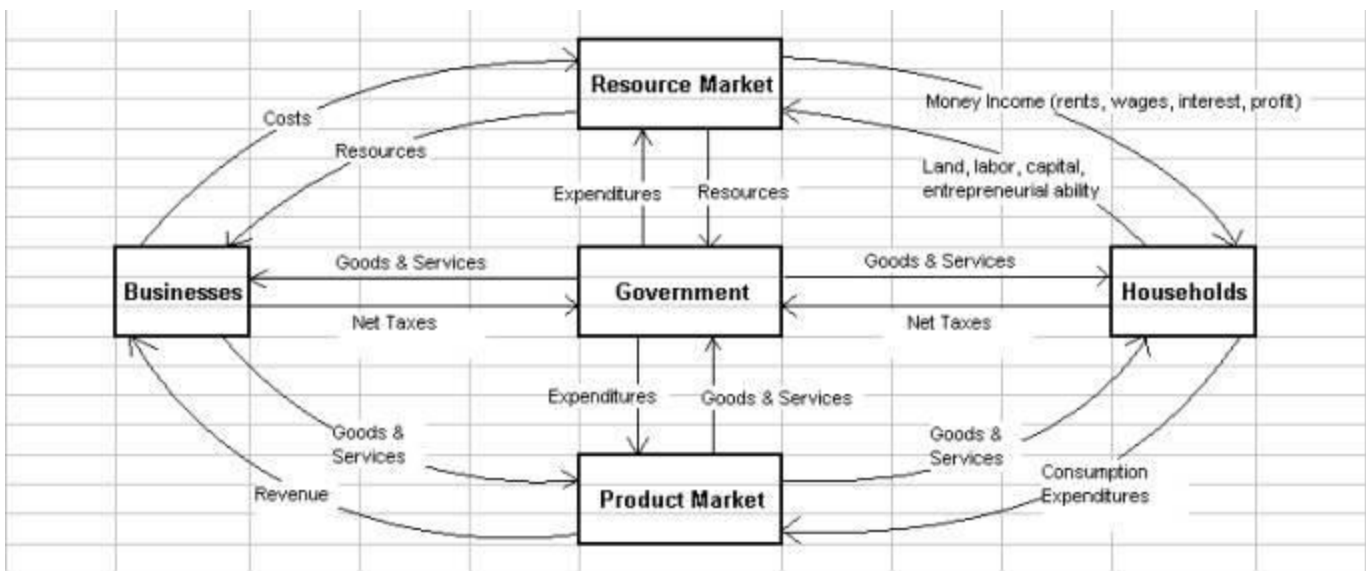 Resource Market
Money Income (rents, wages, interest, profit)
Costs
Resources
Land, labor, capital,
entrepreneurial ability
Expenditures
Resources
Goods & Services
Goods & Services
Businesses
Government
Households
Net Taxes
Net Taxes
Expenditures
Goods & Services
Goods &
Services
Goods &
Services
Revenue
Product Market
Consumption
Expenditures